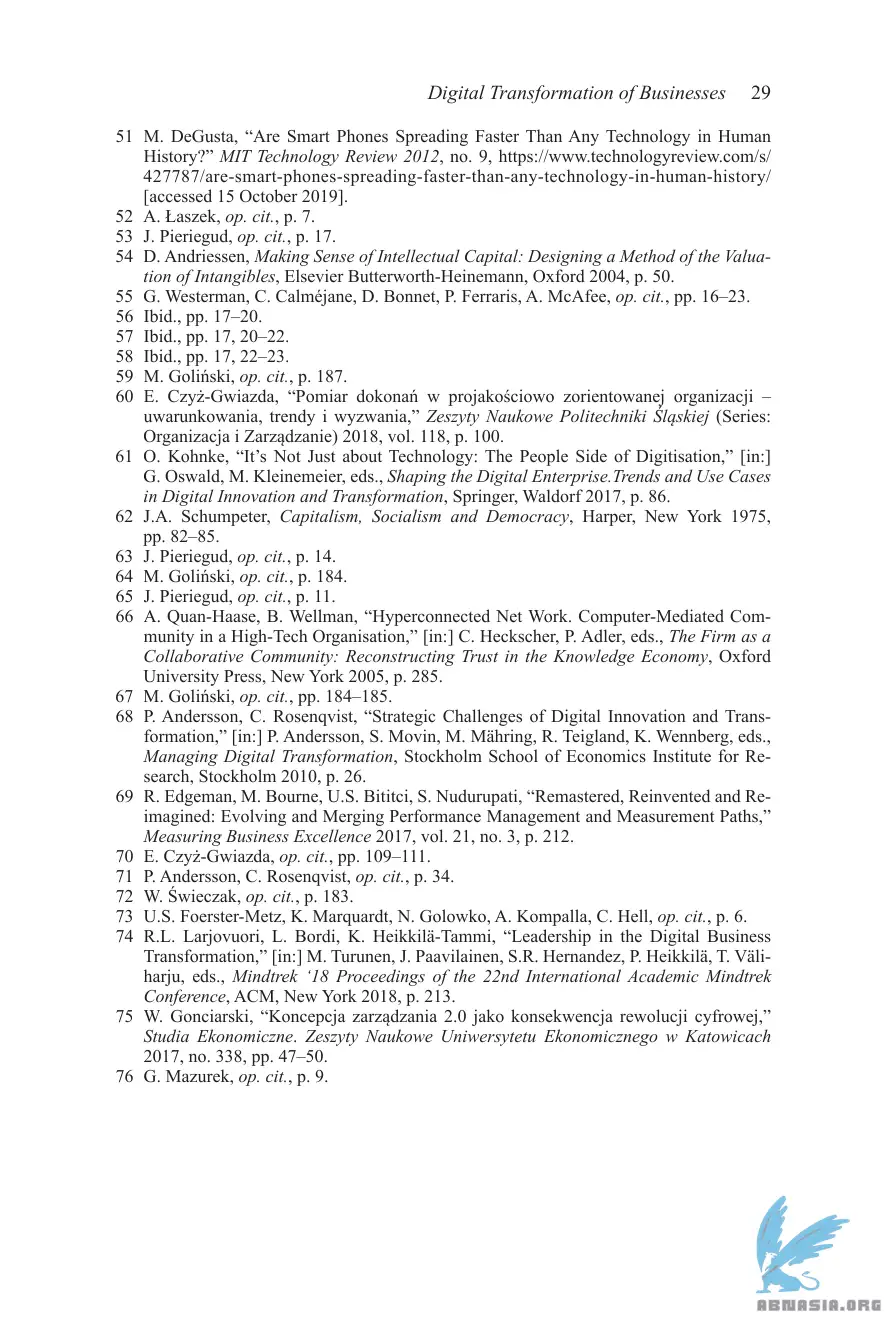 Digital Transformation of Businesses 29
51 M. DeGusta, “Are Smart Phones Spreading Faster Than Any Technology in Human
History?” MIT Technology Review 2012, no. 9, https://www.technologyreview.com/s/
427787/are-smart-phones-spreading-faster-than-any-technology-in-human-history/
[accessed 15 October 2019].
52 A. Łaszek, op. cit., p. 7.
53 J. Pieriegud, op. cit., p. 17.
54 D. Andriessen, Making Sense of Intellectual Capital: Designing a Method of the Valua-
tion of Intangibles, Elsevier Butterworth-Heinemann, Oxford 2004, p. 50.
55 G. Westerman, C. Calméjane, D. Bonnet, P. Ferraris, A. McAfee, op. cit., pp. 16–23.
56 Ibid., pp. 17–20.
57 Ibid., pp. 17, 20–22.
58 Ibid., pp. 17, 22–23.
59 M. Goliński, op. cit., p. 187.
60 E. Czyż-Gwiazda, “Pomiar dokonań w projakościowo zorientowanej organizacji –
uwarunkowania, trendy i wyzwania,” Zeszyty Naukowe Politechniki Śląskiej (Series:
Organizacja i Zarządzanie) 2018, vol. 118, p. 100.
61 O. Kohnke, “It’s Not Just about Technology: The People Side of Digitisation,” [in:]
G. Oswald, M. Kleinemeier, eds., Shaping the Digital Enterprise.Trends and Use Cases
in Digital Innovation and Transformation, Springer, Waldorf 2017, p. 86.
62 J.A. Schumpeter, Capitalism, Socialism and Democracy, Harper, New York 1975,
pp. 82–85.
63 J. Pieriegud, op. cit., p. 14.
64 M. Goliński, op. cit., p. 184.
65 J. Pieriegud, op. cit., p. 11.
66 A. Quan-Haase, B. Wellman, “Hyperconnected Net Work. Computer-Mediated Com-
munity in a High-Tech Organisation,” [in:] C. Heckscher, P. Adler, eds., The Firm as a
Collaborative Community: Reconstructing Trust in the Knowledge Economy, Oxford
University Press, New York 2005, p. 285.
67 M. Goliński, op. cit., pp. 184–185.
68 P. Andersson, C. Rosenqvist, “Strategic Challenges of Digital Innovation and Trans-
formation,” [in:] P. Andersson, S. Movin, M. Mähring, R. Teigland, K. Wennberg, eds.,
Managing Digital Transformation, Stockholm School of Economics Institute for Re-
search, Stockholm 2010, p. 26.
69 R. Edgeman, M. Bourne, U.S. Bititci, S. Nudurupati, “Remastered, Reinvented and Re-
imagined: Evolving and Merging Performance Management and Measurement Paths,”
Measuring Business Excellence 2017, vol. 21, no. 3, p. 212.
70 E. Czyż-Gwiazda, op. cit., pp. 109–111.
71 P. Andersson, C. Rosenqvist, op. cit., p. 34.
72 W. Świeczak, op. cit., p. 183.
73 U.S. Foerster-Metz, K. Marquardt, N. Golowko, A. Kompalla, C. Hell, op. cit., p. 6.
74 R.L. Larjovuori, L. Bordi, K. Heikkilä-Tammi, “Leadership in the Digital Business
Transformation,” [in:] M. Turunen, J. Paavilainen, S.R. Hernandez, P. Heikkilä, T. Väli-
harju, eds., Mindtrek ‘18 Proceedings of the 22nd International Academic Mindtrek
Conference, ACM, New York 2018, p. 213.
75 W. Gonciarski, “Koncepcja zarządzania 2.0 jako konsekwencja rewolucji cyfrowej,”
Studia Ekonomiczne. Zeszyty Naukowe Uniwersytetu Ekonomicznego w Katowicach
2017, no. 338, pp. 47–50.
76 G. Mazurek, op. cit., p. 9.
ABNASIA.ORG